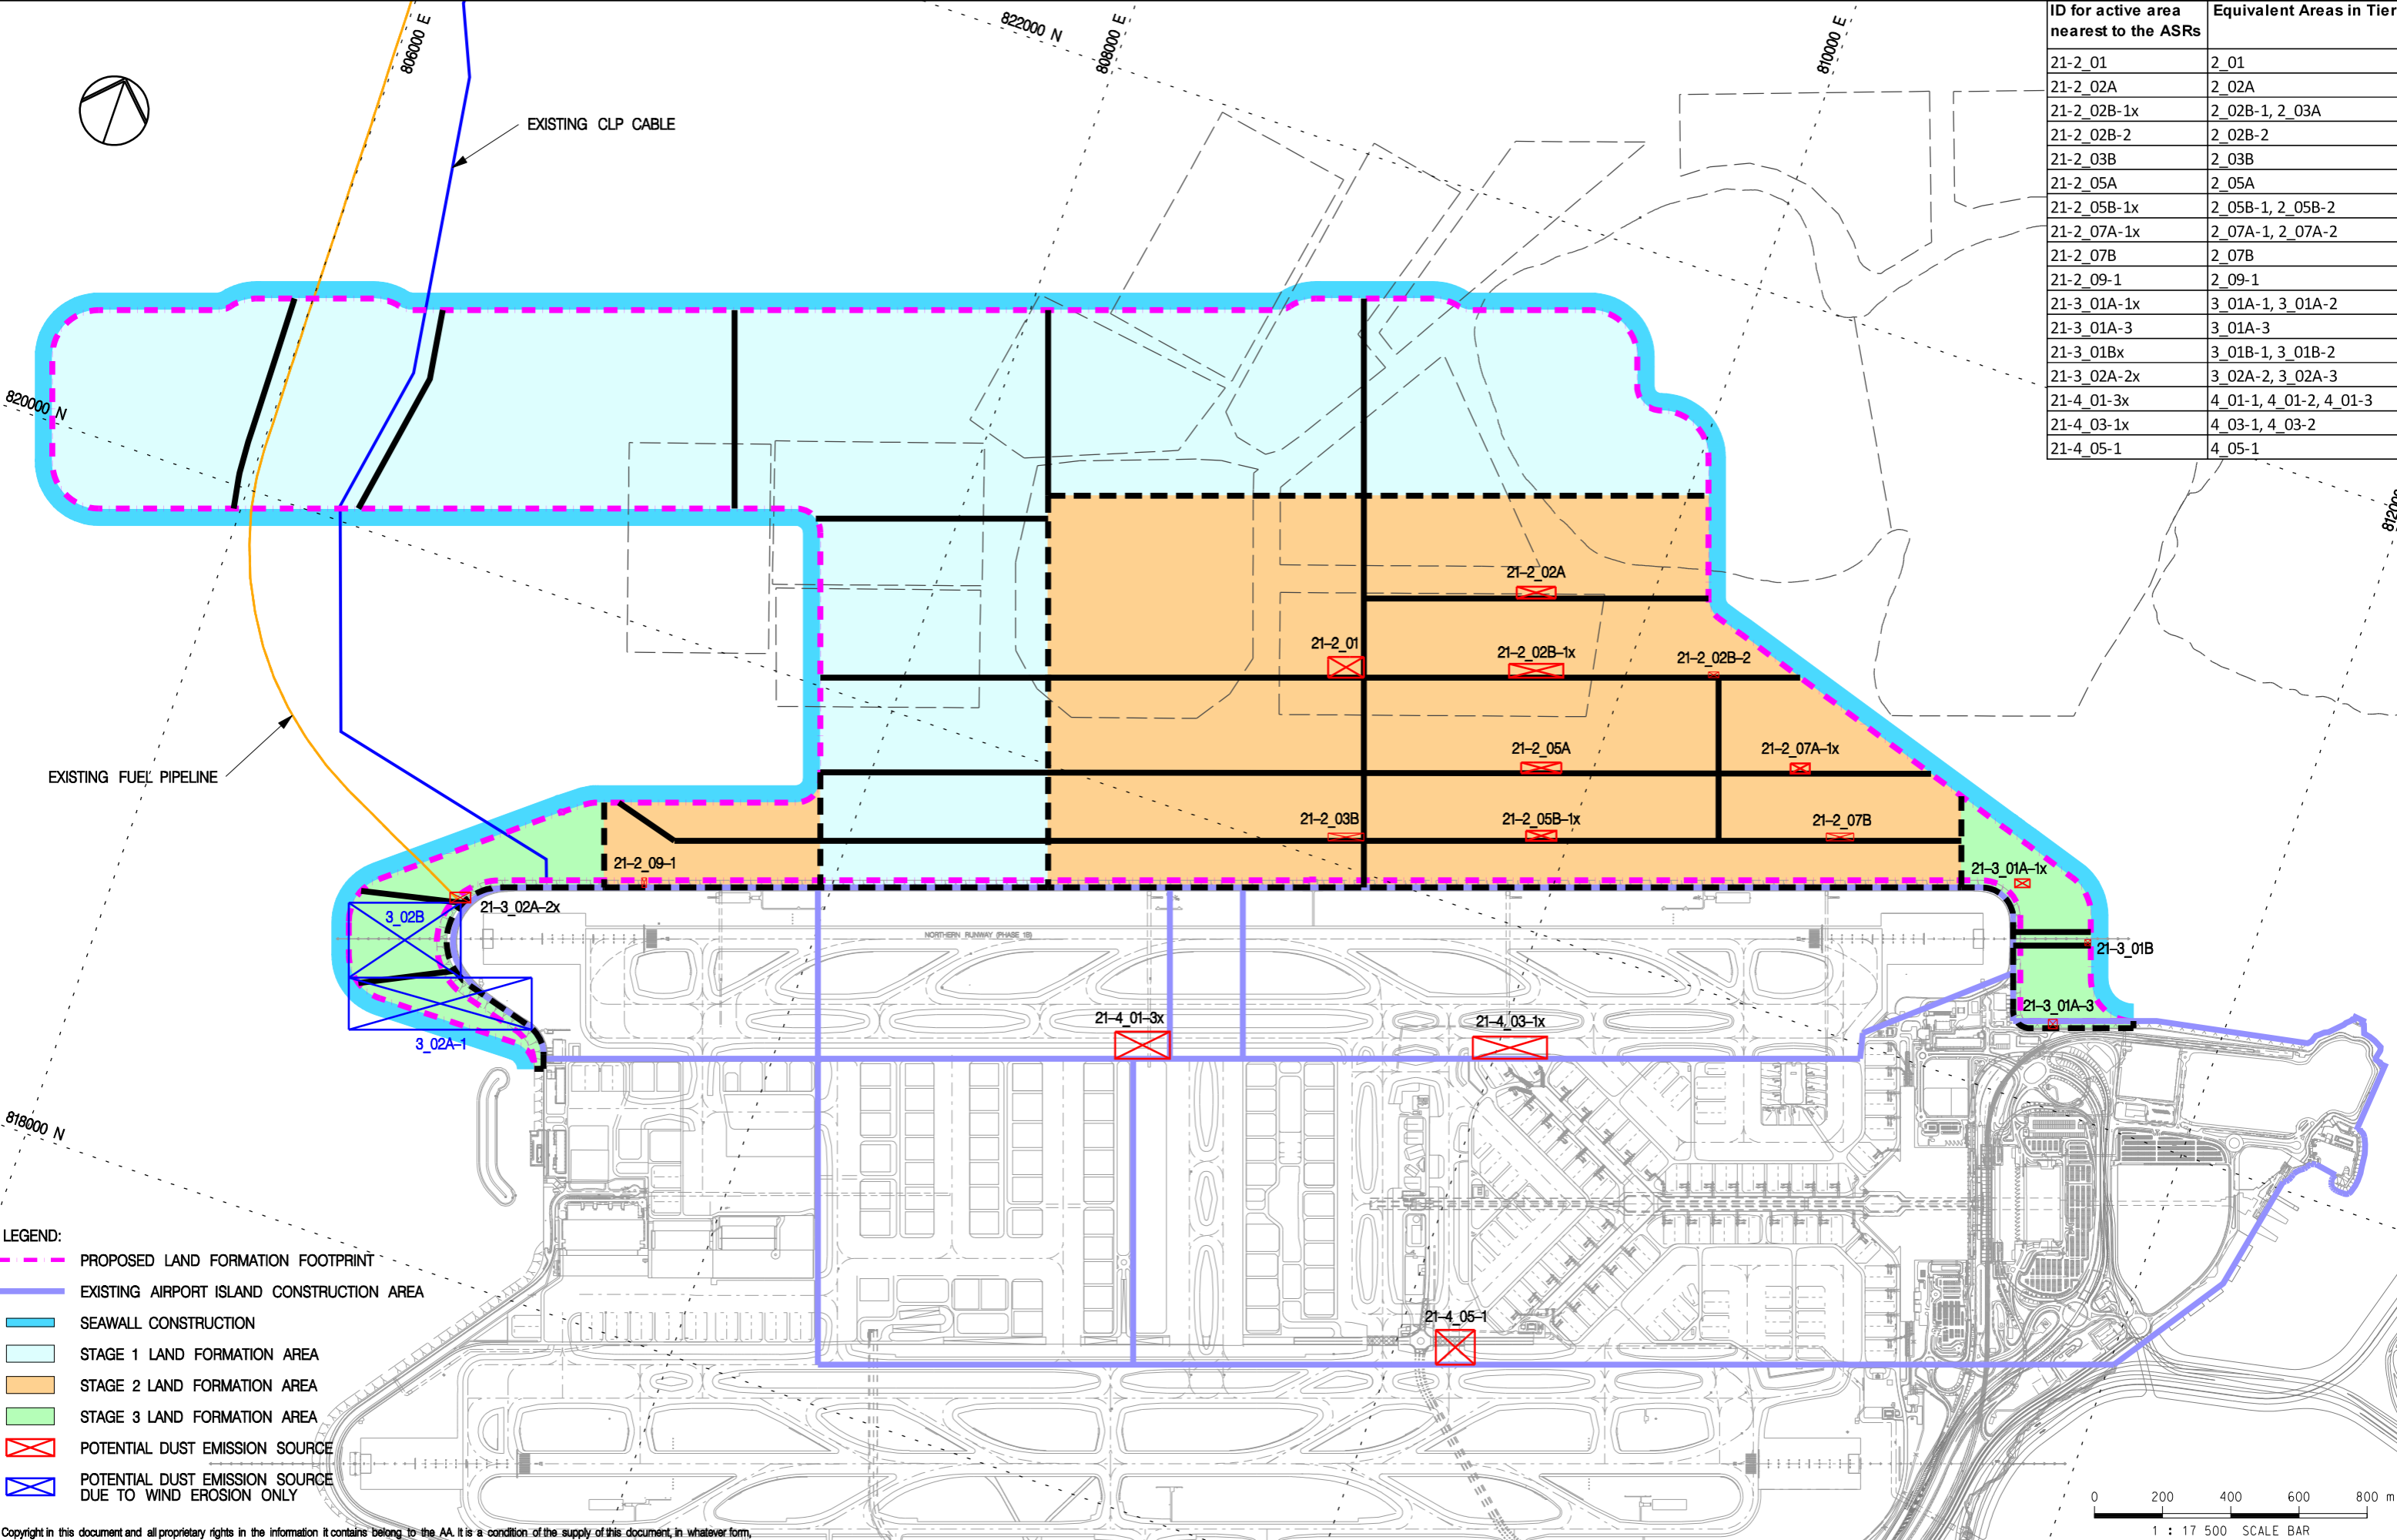 ID for active area Equivalent Areas in Tier
nearest to the ASRs
21-2_01 2_01
21-2_02A 2_02A
21-2_02B-1x 2_02B-1, 2_03A
21-2_02B-2 2_02B-2
21-2_03B 2_03B
21-2_05A 2_05A
21-2_05B-1x 2_05B-1, 2_05B-2
21-2_07A-1x 2_07A-1, 2_07A-2
21-2_07B 2_07B
21-2_09-1 2_09-1
21-3_01A-1x 3_01A-1, 3_01A-2
21-3_01A-3 3_01A-3
21-3_01Bx 3_01B-1, 3_01B-2
21-3_02A-2x 3_02A-2, 3_02A-3
21-4_01-3x 4_01-1, 4_01-2, 4_01-3
21-4_03-1x 4_03-1, 4_03-2
21-4_05-1 4_05-1
806000 E
822000 N
808000 E
810000 E
EXISTING CLP CABLE
820000 N
21-2_02A
21-2_01
21-2_02B-1x
21-2_02B-2
21-2_05A
21-2_07A-1x
EXISTING FUEL PIPELINE
21-2_03B
21-2_05B-1x
21-2_07B
21-2_09-1
21-3_01A-1x
21-3_02A-2x
3_02B
NORTHERN RUNWAY (PHASE 1B)
21-3_01B
21-3_01A-3
21-4_01-3x
21-4_03-1x
3_02A-1
818000 N
21-4_05-1
LEGEND:
PROPOSED LAND FORMATION FOOTPRINT
EXISTING AIRPORT ISLAND CONSTRUCTION AREA
SEAWALL CONSTRUCTION
STAGE 1 LAND FORMATION AREA
STAGE 2 LAND FORMATION AREA
STAGE 3 LAND FORMATION AREA
POTENTIAL DUST EMISSION SOURCE
POTENTIAL DUST EMISSION SOURCE
DUE TO WIND EROSION ONLY
0 200 400 600 800 m
1 : 17 500 SCALE BAR
Copyright in this document and all proprietary rights in the information it contains belong to the AA. It is a condition of the supply of this document, in whatever form,